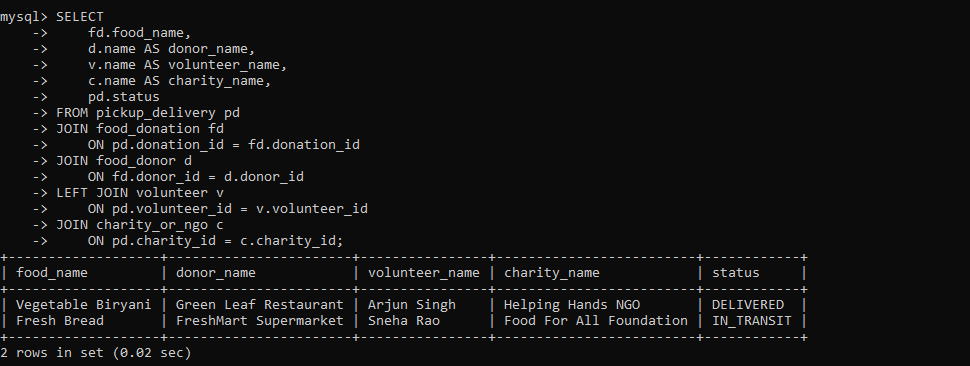 mysql> SELECT
    ->     fd.food_name,
    ->     d.name AS donor_name,
    ->     v.name AS volunteer_name,
    ->     c.name AS charity_name,
    ->     pd.status
    -> FROM pickup_delivery pd
    -> JOIN food_donation fd
    ->     ON pd.donation_id = fd.donation_id
    -> JOIN food_donor d
    ->     ON fd.donor_id = d.donor_id
    -> LEFT JOIN volunteer v
    ->     ON pd.volunteer_id = v.volunteer_id
    -> JOIN charity_or_ngo c
    ->     ON pd.charity_id = c.charity_id;
+-------------------+-----------------------+----------------+-------------------------+------------+
| food_name         | donor_name            | volunteer_name | charity_name            | status     |
+-------------------+-----------------------+----------------+-------------------------+------------+
| Vegetable Biryani | Green Leaf Restaurant | Arjun Singh    | Helping Hands NGO       | DELIVERED  |
| Fresh Bread       | FreshMart Supermarket | Sneha Rao      | Food For All Foundation | IN_TRANSIT |
+-------------------+-----------------------+----------------+-------------------------+------------+
2 rows in set (0.02 sec)